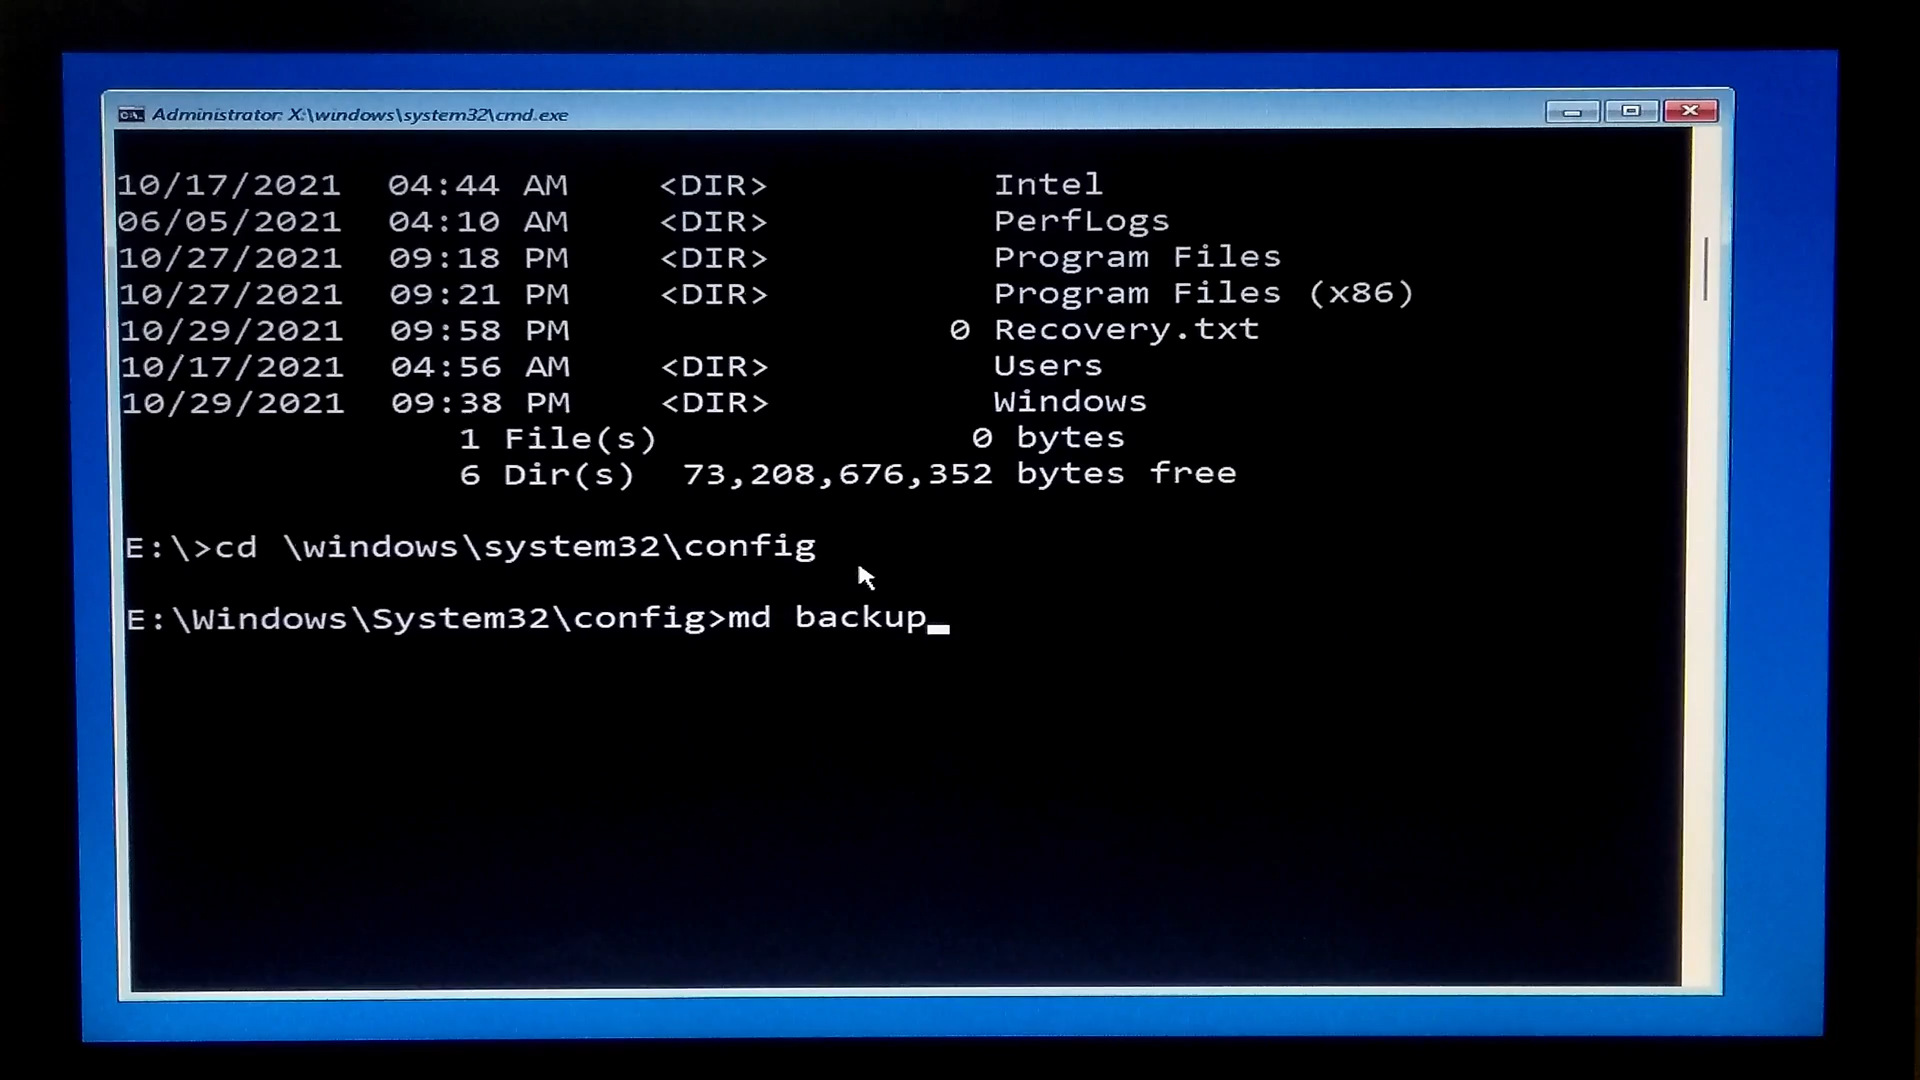 Administrator: X:\windows\system32\cmd.exe
10/17/2021 04:44 AM <DIR> Intel
06/05/2021 04:10 AM <DIR> PerfLogs
10/27/2021 09:18 PM <DIR> Program Files
10/27/2021 09:21 PM <DIR> Program Files (x86)
10/29/2021 09:58 PM 0 Recovery.txt
10/17/2021 04:56 AM <DIR> Users
10/29/2021 09:38 PM <DIR> Windows
1 File(s) 0 bytes
6 Dir(s) 73,208,676,352 bytes free
E:\>cd \windows\system32\config
E:\Windows\System32\config>md backup